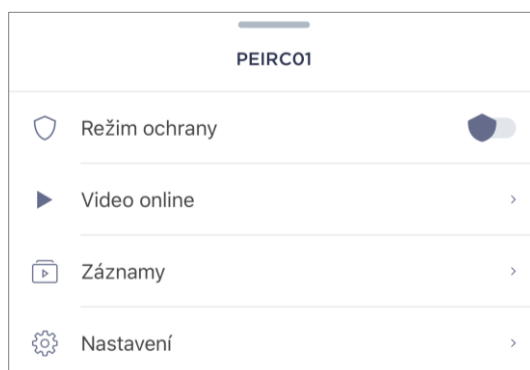 PEIRC01
Režim ochrany
Video online
Záznamy
Nastavení